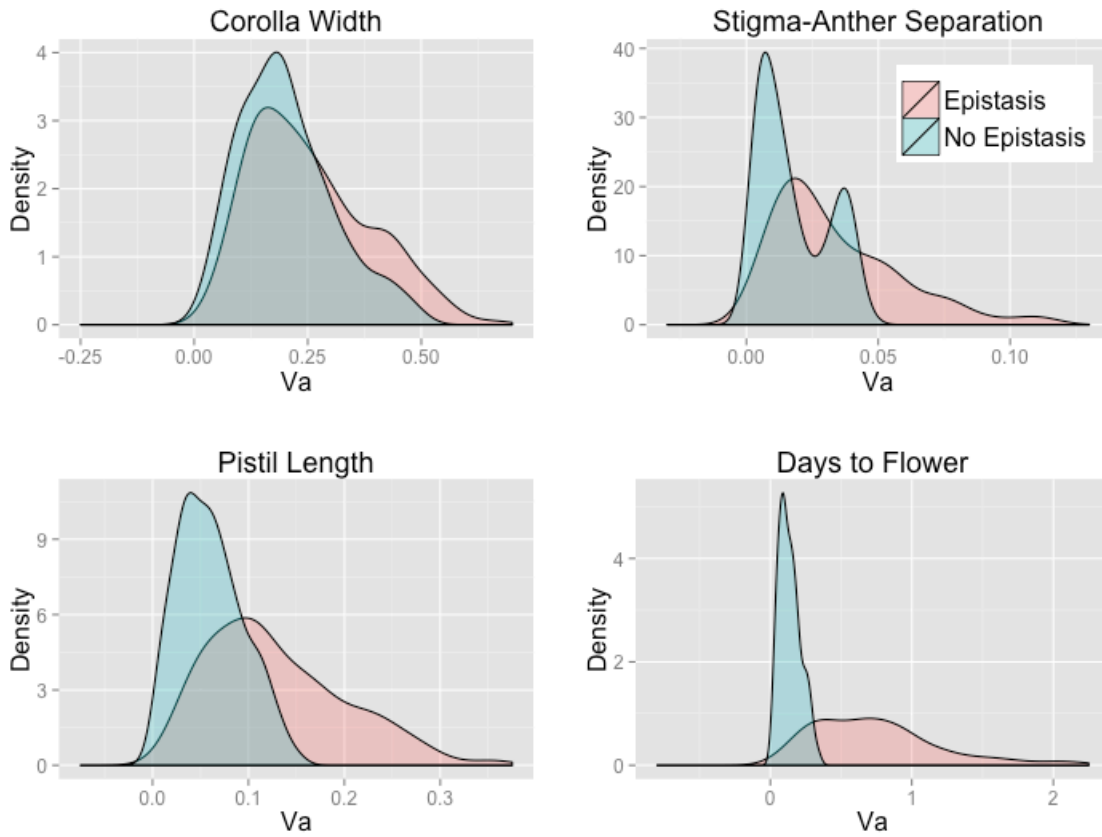 Corolla Width
Density
4
3
2
1
0
-0.25 0.00 0.25 0.50
Va
Stigma-Anther Separation
Density
40
30
20
10
0
Epistasis
No Epistasis
0.00 0.05 0.10
Va
Pistil Length
Density
9
6
3
0
0.0 0.1 0.2 0.3
Va
Days to Flower
Density
4
2
0
0 1 2
Va